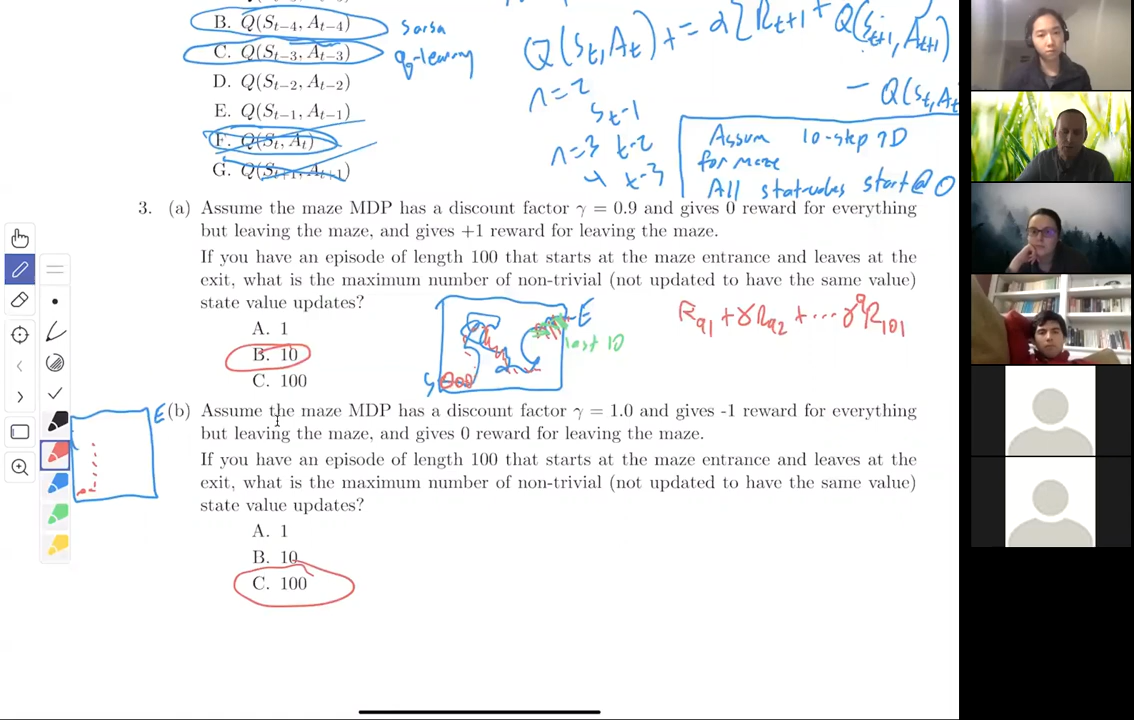 B. Q(S_{t−4}, A_{t−4}) sarsa
C. Q(S_{t−3}, A_{t−3}) q-learning
D. Q(S_{t−2}, A_{t−2})
E. Q(S_{t−1}, A_{t−1})
F. Q(S_t, A_t)
G. Q(S_{t+1}, A_{t+1})
Q(S_t, A_t) += α[R_{t+1} + Q(S_{t+1}, A_{t+1})
− Q(S_t, A_t
n=2
S_{t-1}
n=3 t-2
4 t-3
Assum 10-step TD
for maze
All start@0
3. (a) Assume the maze MDP has a discount factor γ = 0.9 and gives 0 reward for everything
but leaving the maze, and gives +1 reward for leaving the maze.
If you have an episode of length 100 that starts at the maze entrance and leaves at the
exit, what is the maximum number of non-trivial (not updated to have the same value)
state value updates?
A. 1
B. 10
C. 100
S
E
last 10
R_{91} + γR_{92} + ... γ^9 R_{101}
E
(b) Assume the maze MDP has a discount factor γ = 1.0 and gives -1 reward for everything
but leaving the maze, and gives 0 reward for leaving the maze.
If you have an episode of length 100 that starts at the maze entrance and leaves at the
exit, what is the maximum number of non-trivial (not updated to have the same value)
state value updates?
A. 1
B. 10
C. 100